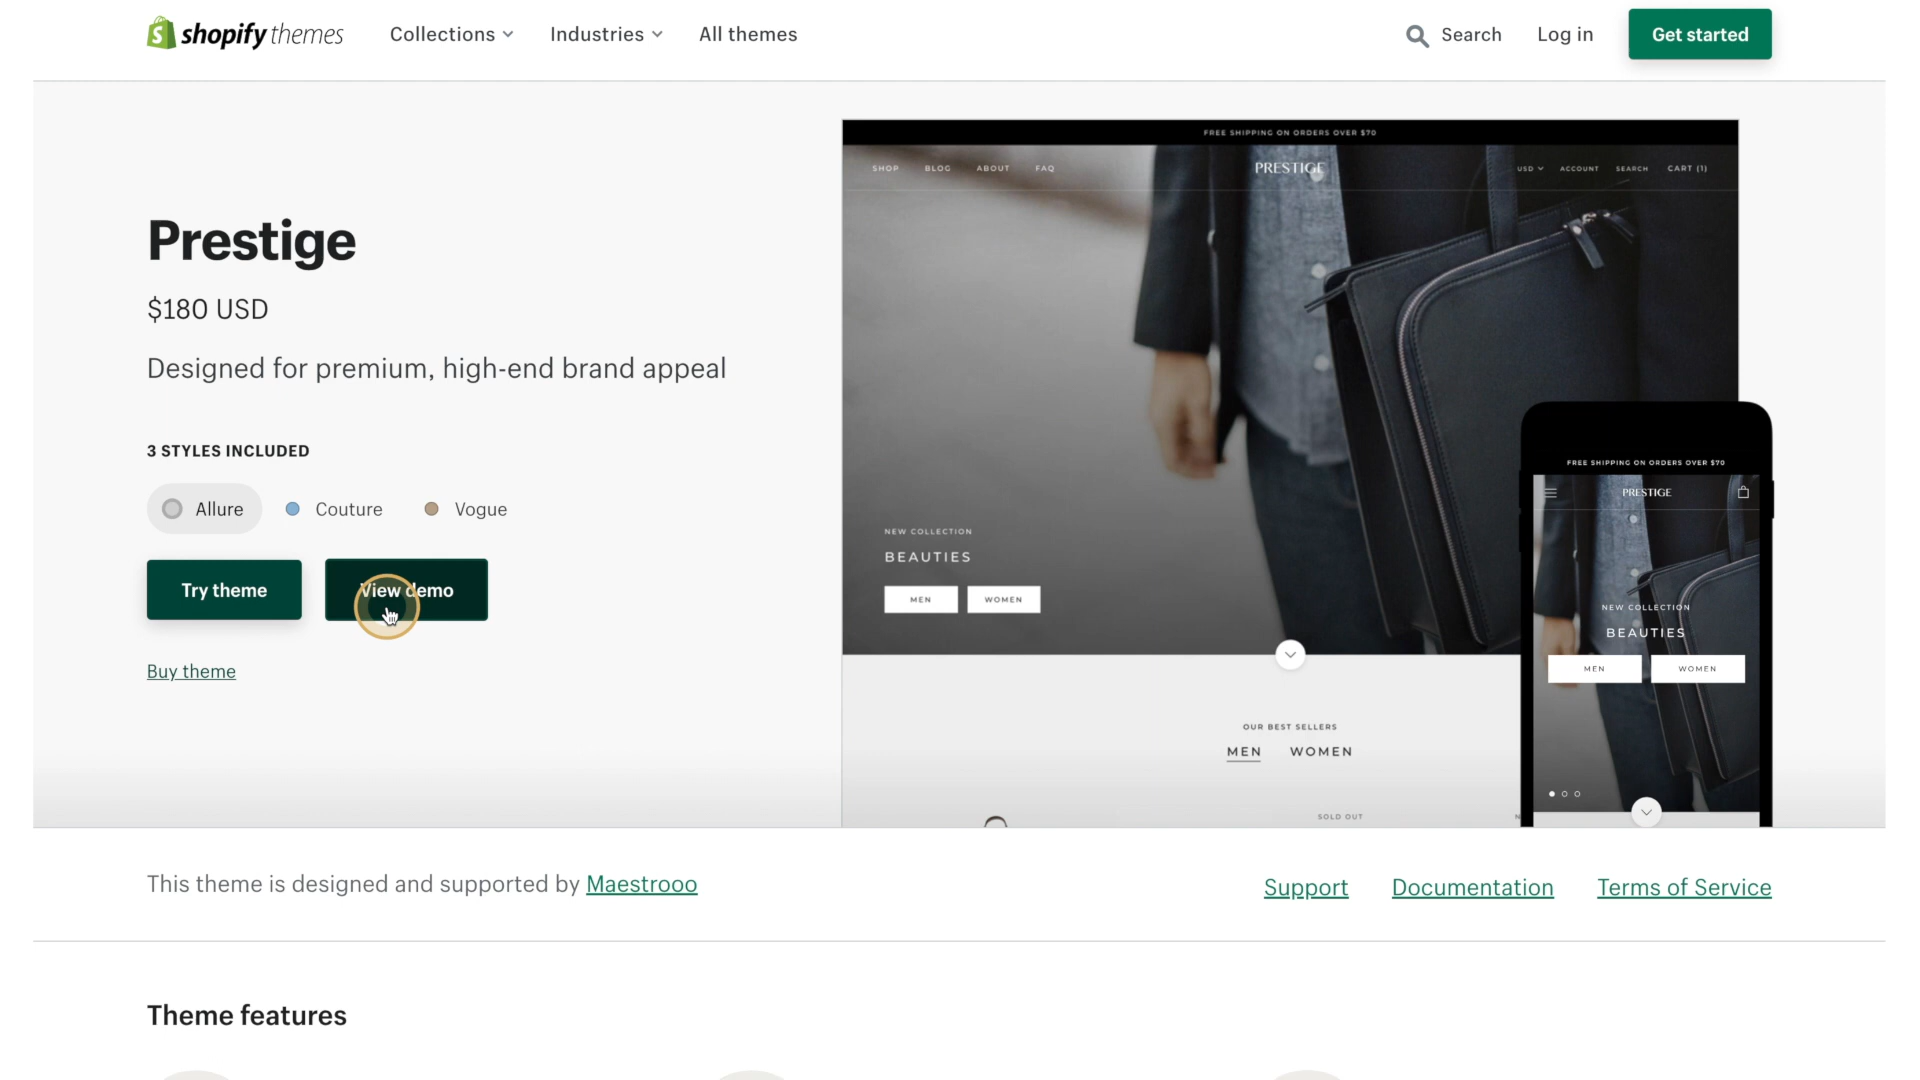 shopify themes
Collections
Industries
All themes
Search
Log in
Get started
Prestige
$180 USD
Designed for premium, high-end brand appeal
3 STYLES INCLUDED
Allure
Couture
Vogue
Try theme
View demo
Buy theme
FREE SHIPPING ON ORDERS OVER $70
SHOP
BLOG
ABOUT
FAQ
PRESTIGE
USD
ACCOUNT
SEARCH
CART (1)
NEW COLLECTION
BEAUTIES
MEN
WOMEN
OUR BEST SELLERS
MEN
WOMEN
SOLD OUT
FREE SHIPPING ON ORDERS OVER $70
PRESTIGE
NEW COLLECTION
BEAUTIES
MEN
WOMEN
This theme is designed and supported by Maestrooo
Support
Documentation
Terms of Service
Theme features